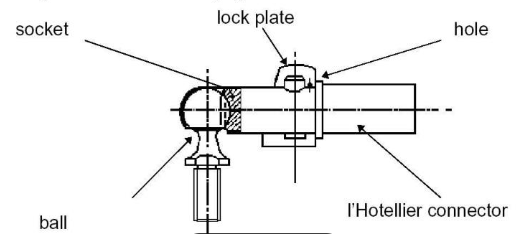 lock plate
socket
hole
ball
l'Hotellier connector